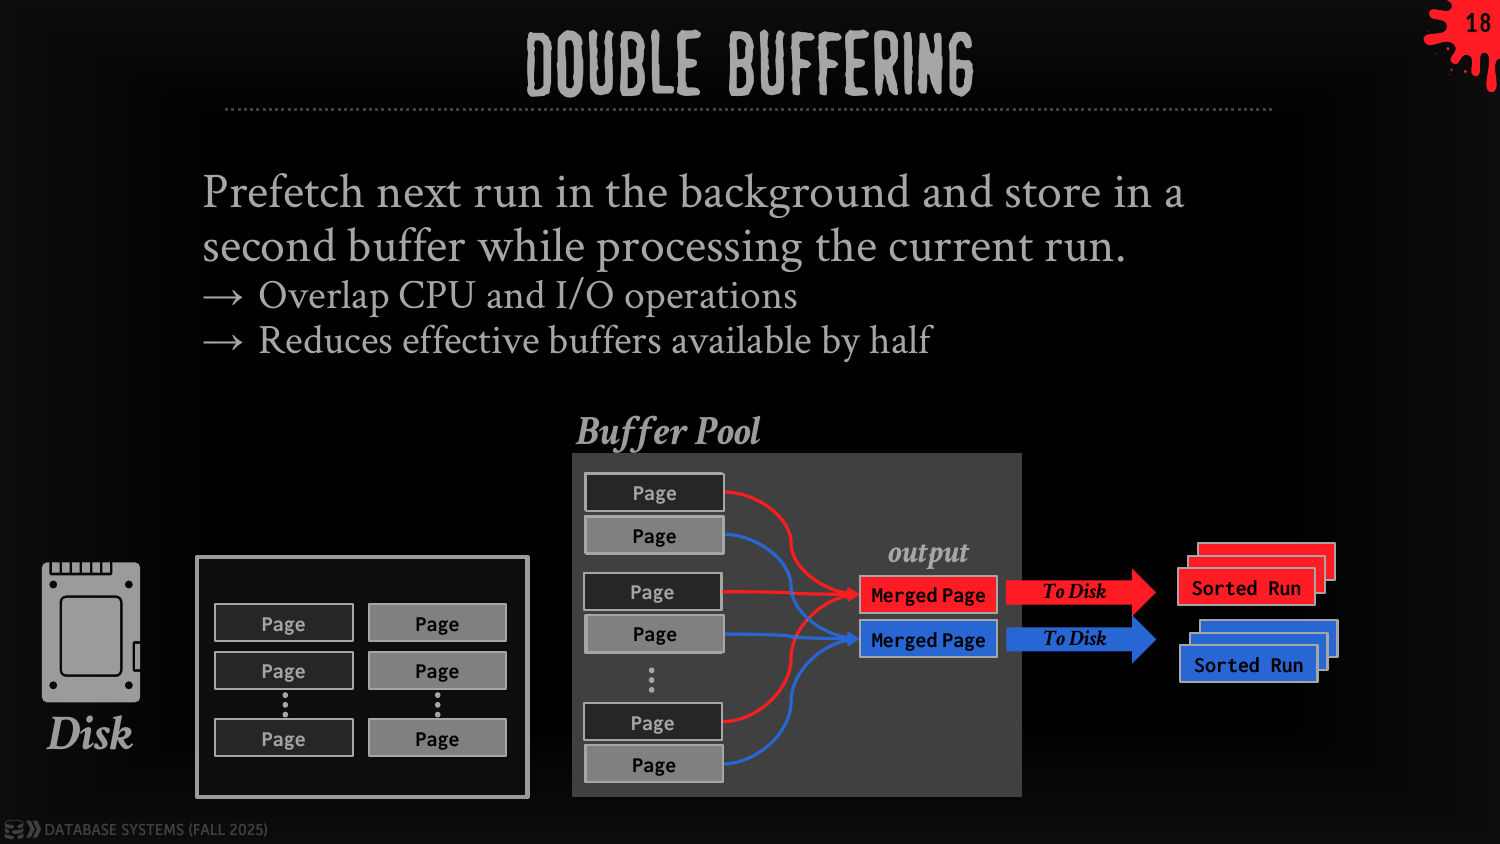 18
DOUBLE BUFFERING
Prefetch next run in the background and store in a
second buffer while processing the current run.
→ Overlap CPU and I/O operations
→ Reduces effective buffers available by half
Buffer Pool
Page
Page
Page
Page
Page
Page
output
Merged Page
Merged Page
To Disk
To Disk
Sorted Run
Sorted Run
Page
Page
Page
Page
Page
Page
Disk
DATABASE SYSTEMS (FALL 2025)